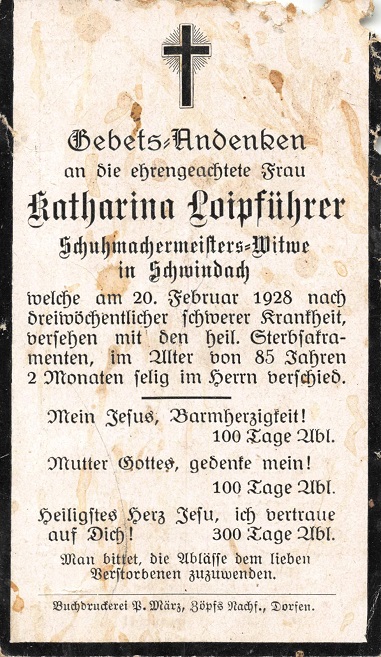 Gebets-Andenken
an die ehrengeachtete Frau
Katharina Loipführer
Schuhmachermeisters-Witwe
in Schwindach
welche am 20. Februar 1928 nach
dreiwöchentlicher schwerer Krankheit,
versehen mit den heil. Sterbsakra-
menten, im Alter von 85 Jahren
2 Monaten selig im Herrn verschied.
Mein Jesus, Barmherzigkeit!
100 Tage Abl.
Mutter Gottes, gedenke mein!
100 Tage Abl.
Heiligstes Herz Jesu, ich vertraue
auf Dich! 300 Tage Abl.
Man bittet, die Ablässe dem lieben
Verstorbenen zuzuwenden.
Buchdruckerei P. März, Zöpfs Nachf., Dorfen.